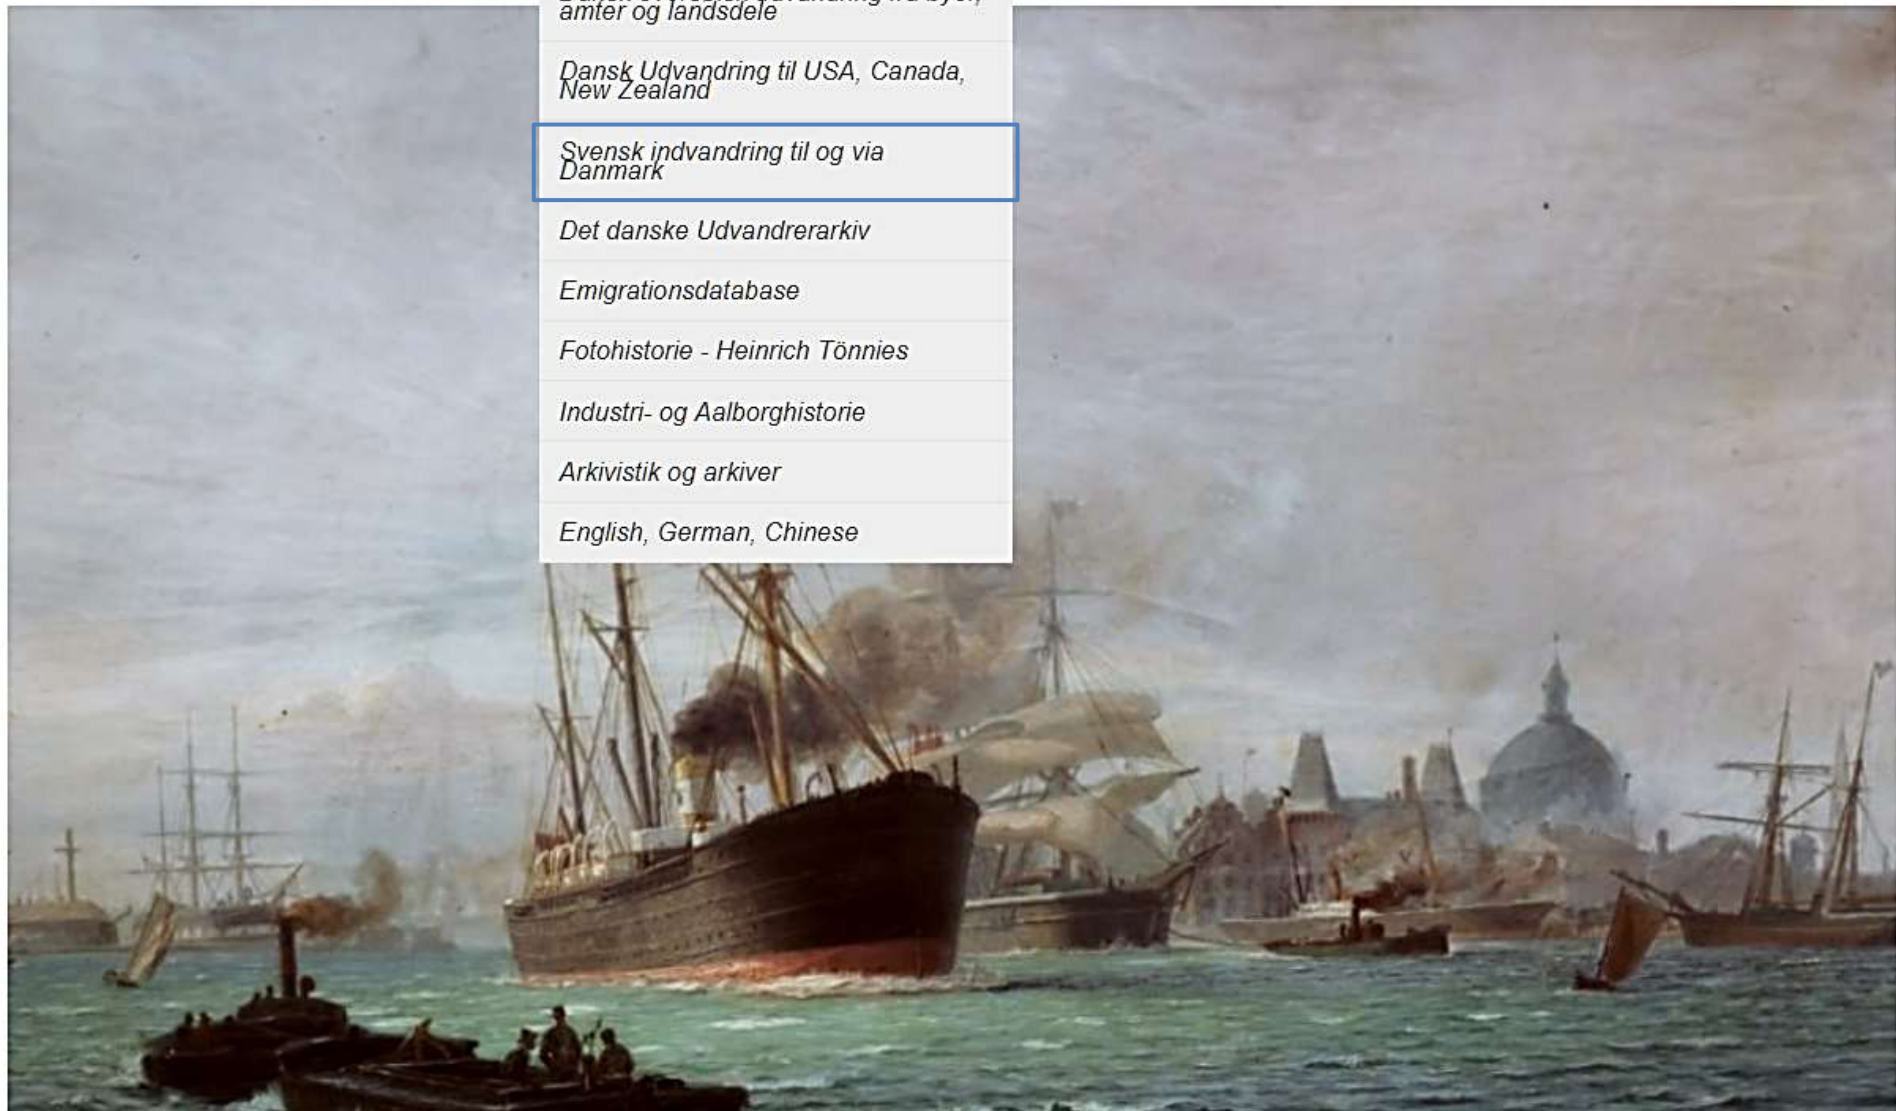 amter og landsdele
Dansk Udvandring til USA, Canada,
New Zealand
Svensk indvandring til og via
Danmark
Det danske Udvandrerarkiv
Emigrationsdatabase
Fotohistorie - Heinrich Tönnies
Industri- og Aalborghistorie
Arkivistik og arkiver
English, German, Chinese